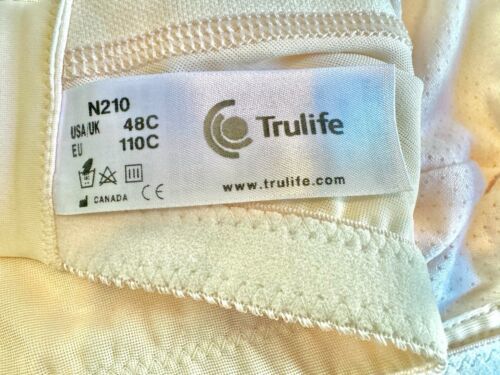 N210
USA/UK 48C
EU 110C
CANADA CE
Trulife
www.trulife.com